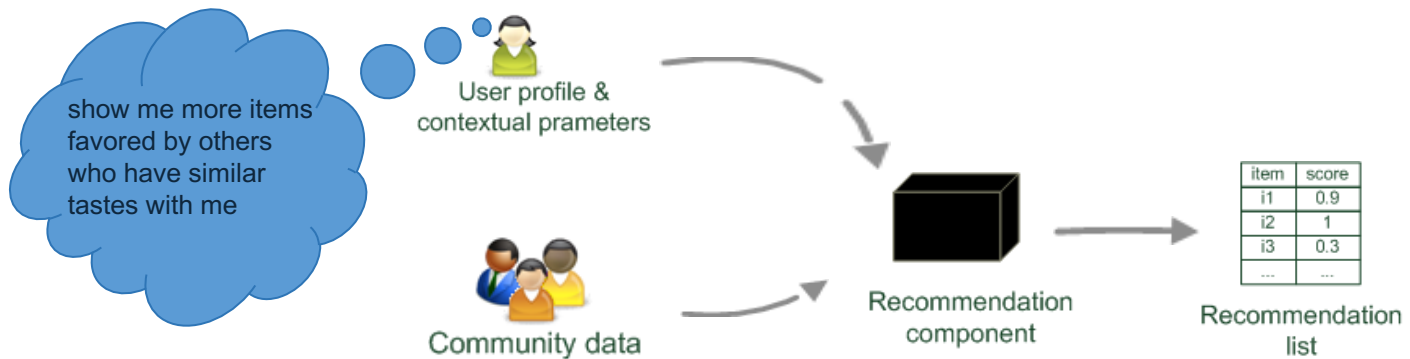 show me more items
favored by others
who have similar
tastes with me
User profile &
contextual prameters
Community data
Recommendation
component
item score
i1 0.9
i2 1
i3 0.3
... ...
Recommendation
list